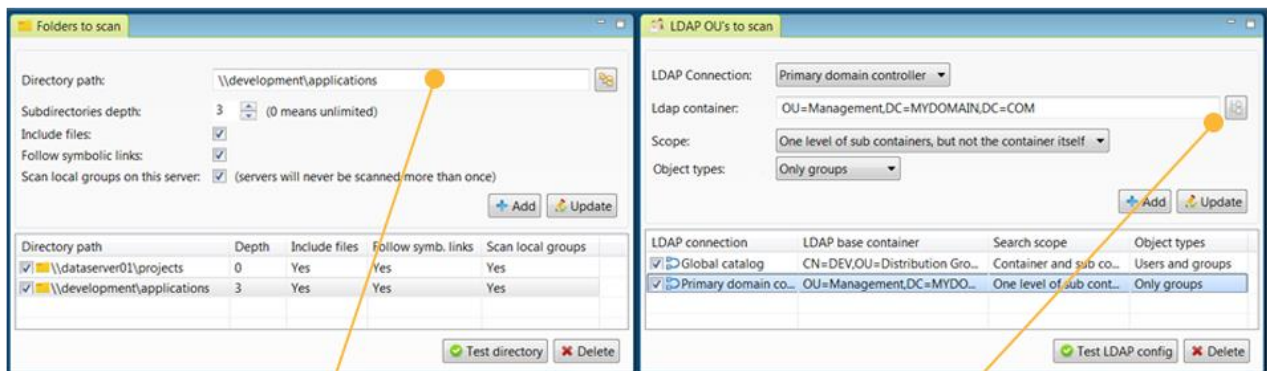 Folders to scan
Directory path: \\development\applications
Subdirectories depth: 3 (0 means unlimited)
Include files:
Follow symbolic links:
Scan local groups on this server: (servers will never be scanned more than once)
Add Update
Directory path Depth Include files Follow symb. links Scan local groups
\\dataserver01\projects 0 Yes Yes Yes
\\development\applications 3 Yes Yes Yes
Test directory Delete
LDAP OU's to scan
LDAP Connection: Primary domain controller
Ldap container: OU=Management,DC=MYDOMAIN,DC=COM
Scope: One level of sub containers, but not the container itself
Object types: Only groups
Add Update
LDAP connection LDAP base container Search scope Object types
Global catalog CN=DEV,OU=Distribution Gro... Container and sub co... Users and groups
Primary domain co... OU=Management,DC=MYDO... One level of sub cont... Only groups
Test LDAP config Delete